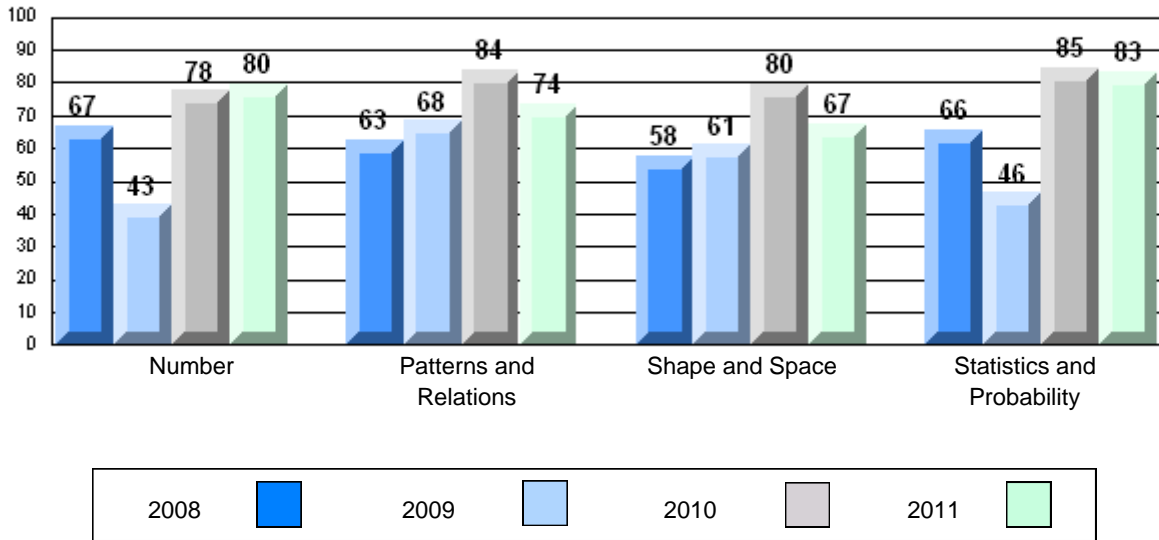 100
90
80
70
60
50
40
30
20
10
0
67 43 78 80 63 68 84 74 58 61 80 67 66 46 85 83
Number Patterns and Shape and Space Statistics and
Relations Probability
2008 2009 2010 2011